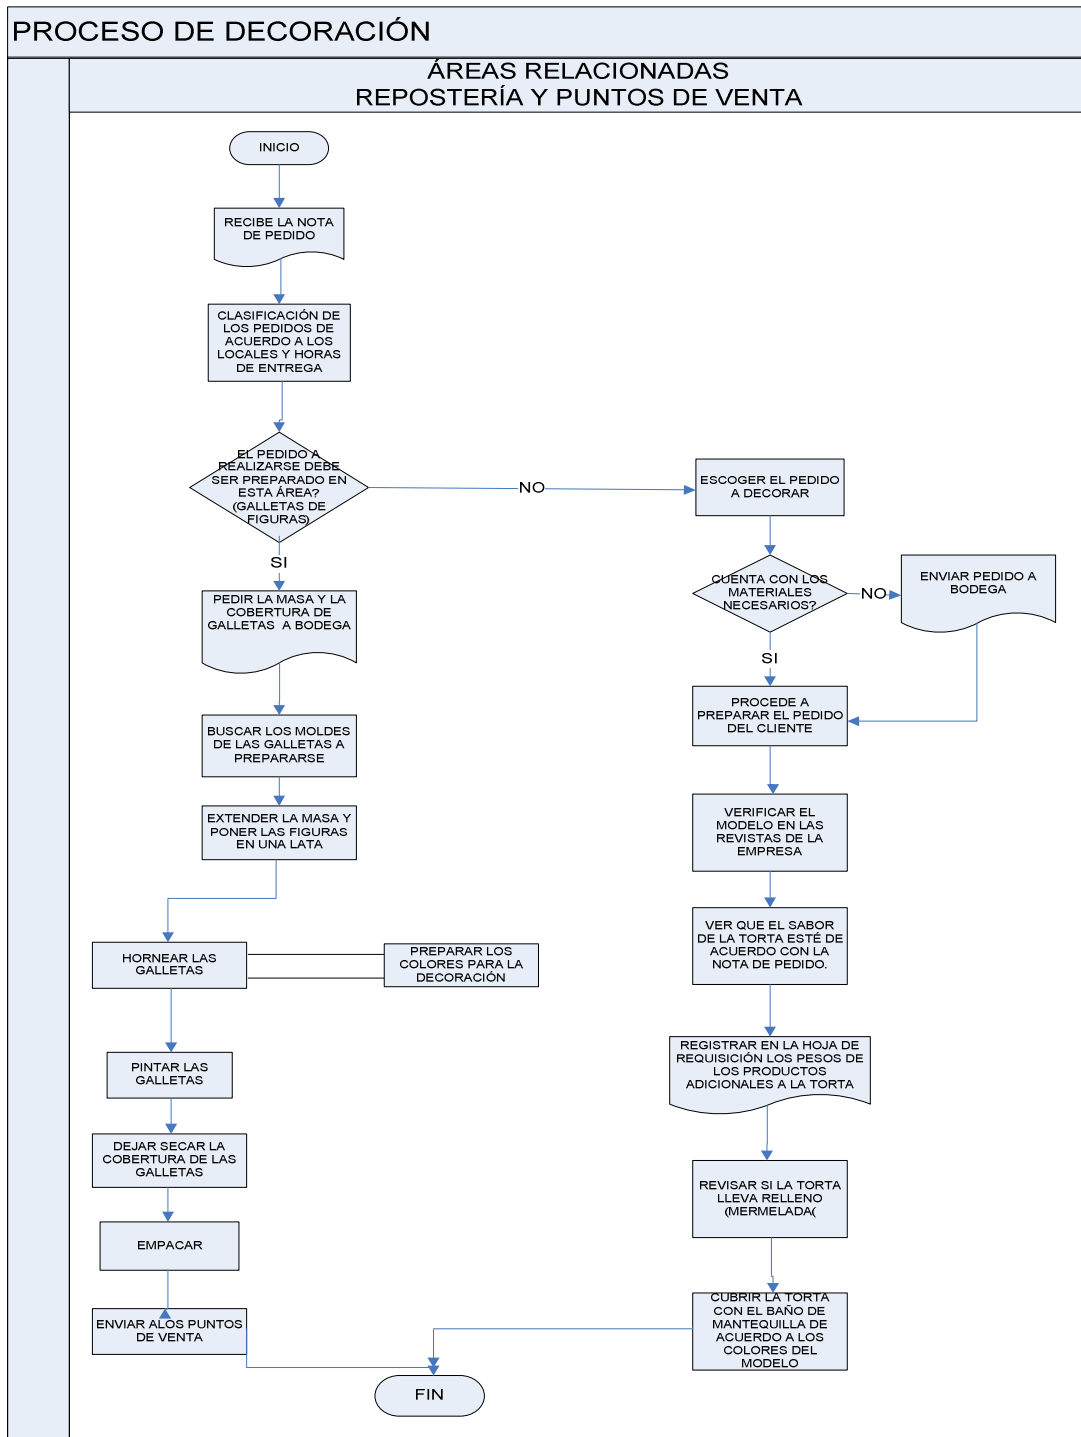 PROCESO DE DECORACIÓN
ÁREAS RELACIONADAS
REPOSTERÍA Y PUNTOS DE VENTA
INICIO
RECIBE LA NOTA
DE PEDIDO
CLASIFICACIÓN DE
LOS PEDIDOS DE
ACUERDO A LOS
LOCALES Y HORAS
DE ENTREGA
EL PEDIDO A
REALIZARSE DEBE
SER PREPARADO EN
ESTA ÁREA?
(GALLETAS DE
FIGURAS)
NO
SI
PEDIR LA MASA Y LA
COBERTURA DE
GALLETAS A BODEGA
BUSCAR LOS MOLDES
DE LAS GALLETAS A
PREPARARSE
EXTENDER LA MASA Y
PONER LAS FIGURAS
EN UNA LATA
HORNEAR LAS
GALLETAS
PREPARAR LOS
COLORES PARA LA
DECORACIÓN
PINTAR LAS
GALLETAS
DEJAR SECAR LA
COBERTURA DE LAS
GALLETAS
EMPACAR
ENVIAR ALOS PUNTOS
DE VENTA
ESCOGER EL PEDIDO
A DECORAR
CUENTA CON LOS
MATERIALES
NECESARIOS?
NO
ENVIAR PEDIDO A
BODEGA
SI
PROCEDE A
PREPARAR EL PEDIDO
DEL CLIENTE
VERIFICAR EL
MODELO EN LAS
REVISTAS DE LA
EMPRESA
VER QUE EL SABOR
DE LA TORTA ESTÉ DE
ACUERDO CON LA
NOTA DE PEDIDO.
REGISTRAR EN LA HOJA DE
REQUISICIÓN LOS PESOS DE
LOS PRODUCTOS
ADICIONALES A LA TORTA
REVISAR SI LA TORTA
LLEVA RELLENO
(MERMELADA(
CUBRIR LA TORTA
CON EL BAÑO DE
MANTEQUILLA DE
ACUERDO A LOS
COLORES DEL
MODELO
FIN